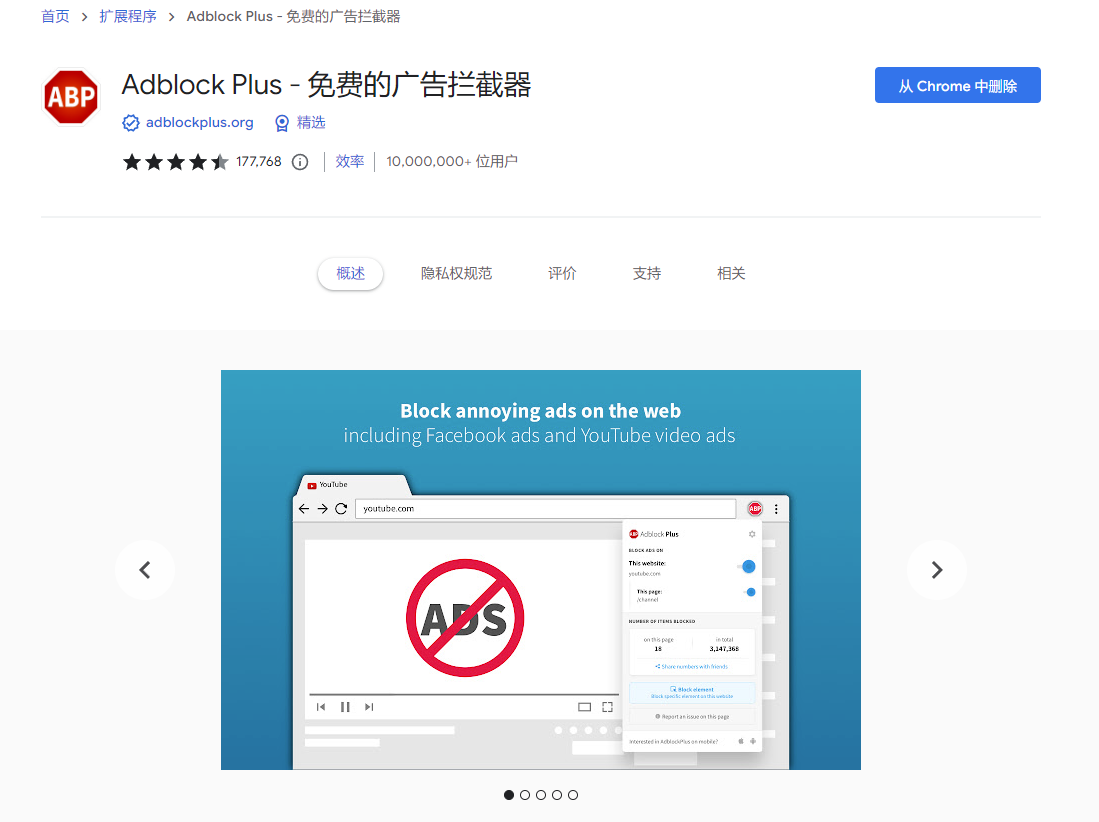 首页 > 扩展程序 > Adblock Plus - 免费的广告拦截器
ABP
Adblock Plus - 免费的广告拦截器
从 Chrome 中删除
adblockplus.org 精选
177,768 效率 10,000,000+ 位用户
概述 隐私权规范 评价 支持 相关
Block annoying ads on the web
including Facebook ads and YouTube video ads
YouTube
youtube.com
ABP
ABP Adblock Plus
BLOCK ADS ON
This website:
youtube.com
This page:
/channel
ADS
NUMBER OF ITEMS BLOCKED
on this page in total
18 3,147,368
Share numbers with friends
Block element
Block specific element on this website
Report an issue on this page
Interested in AdblockPlus on mobile?